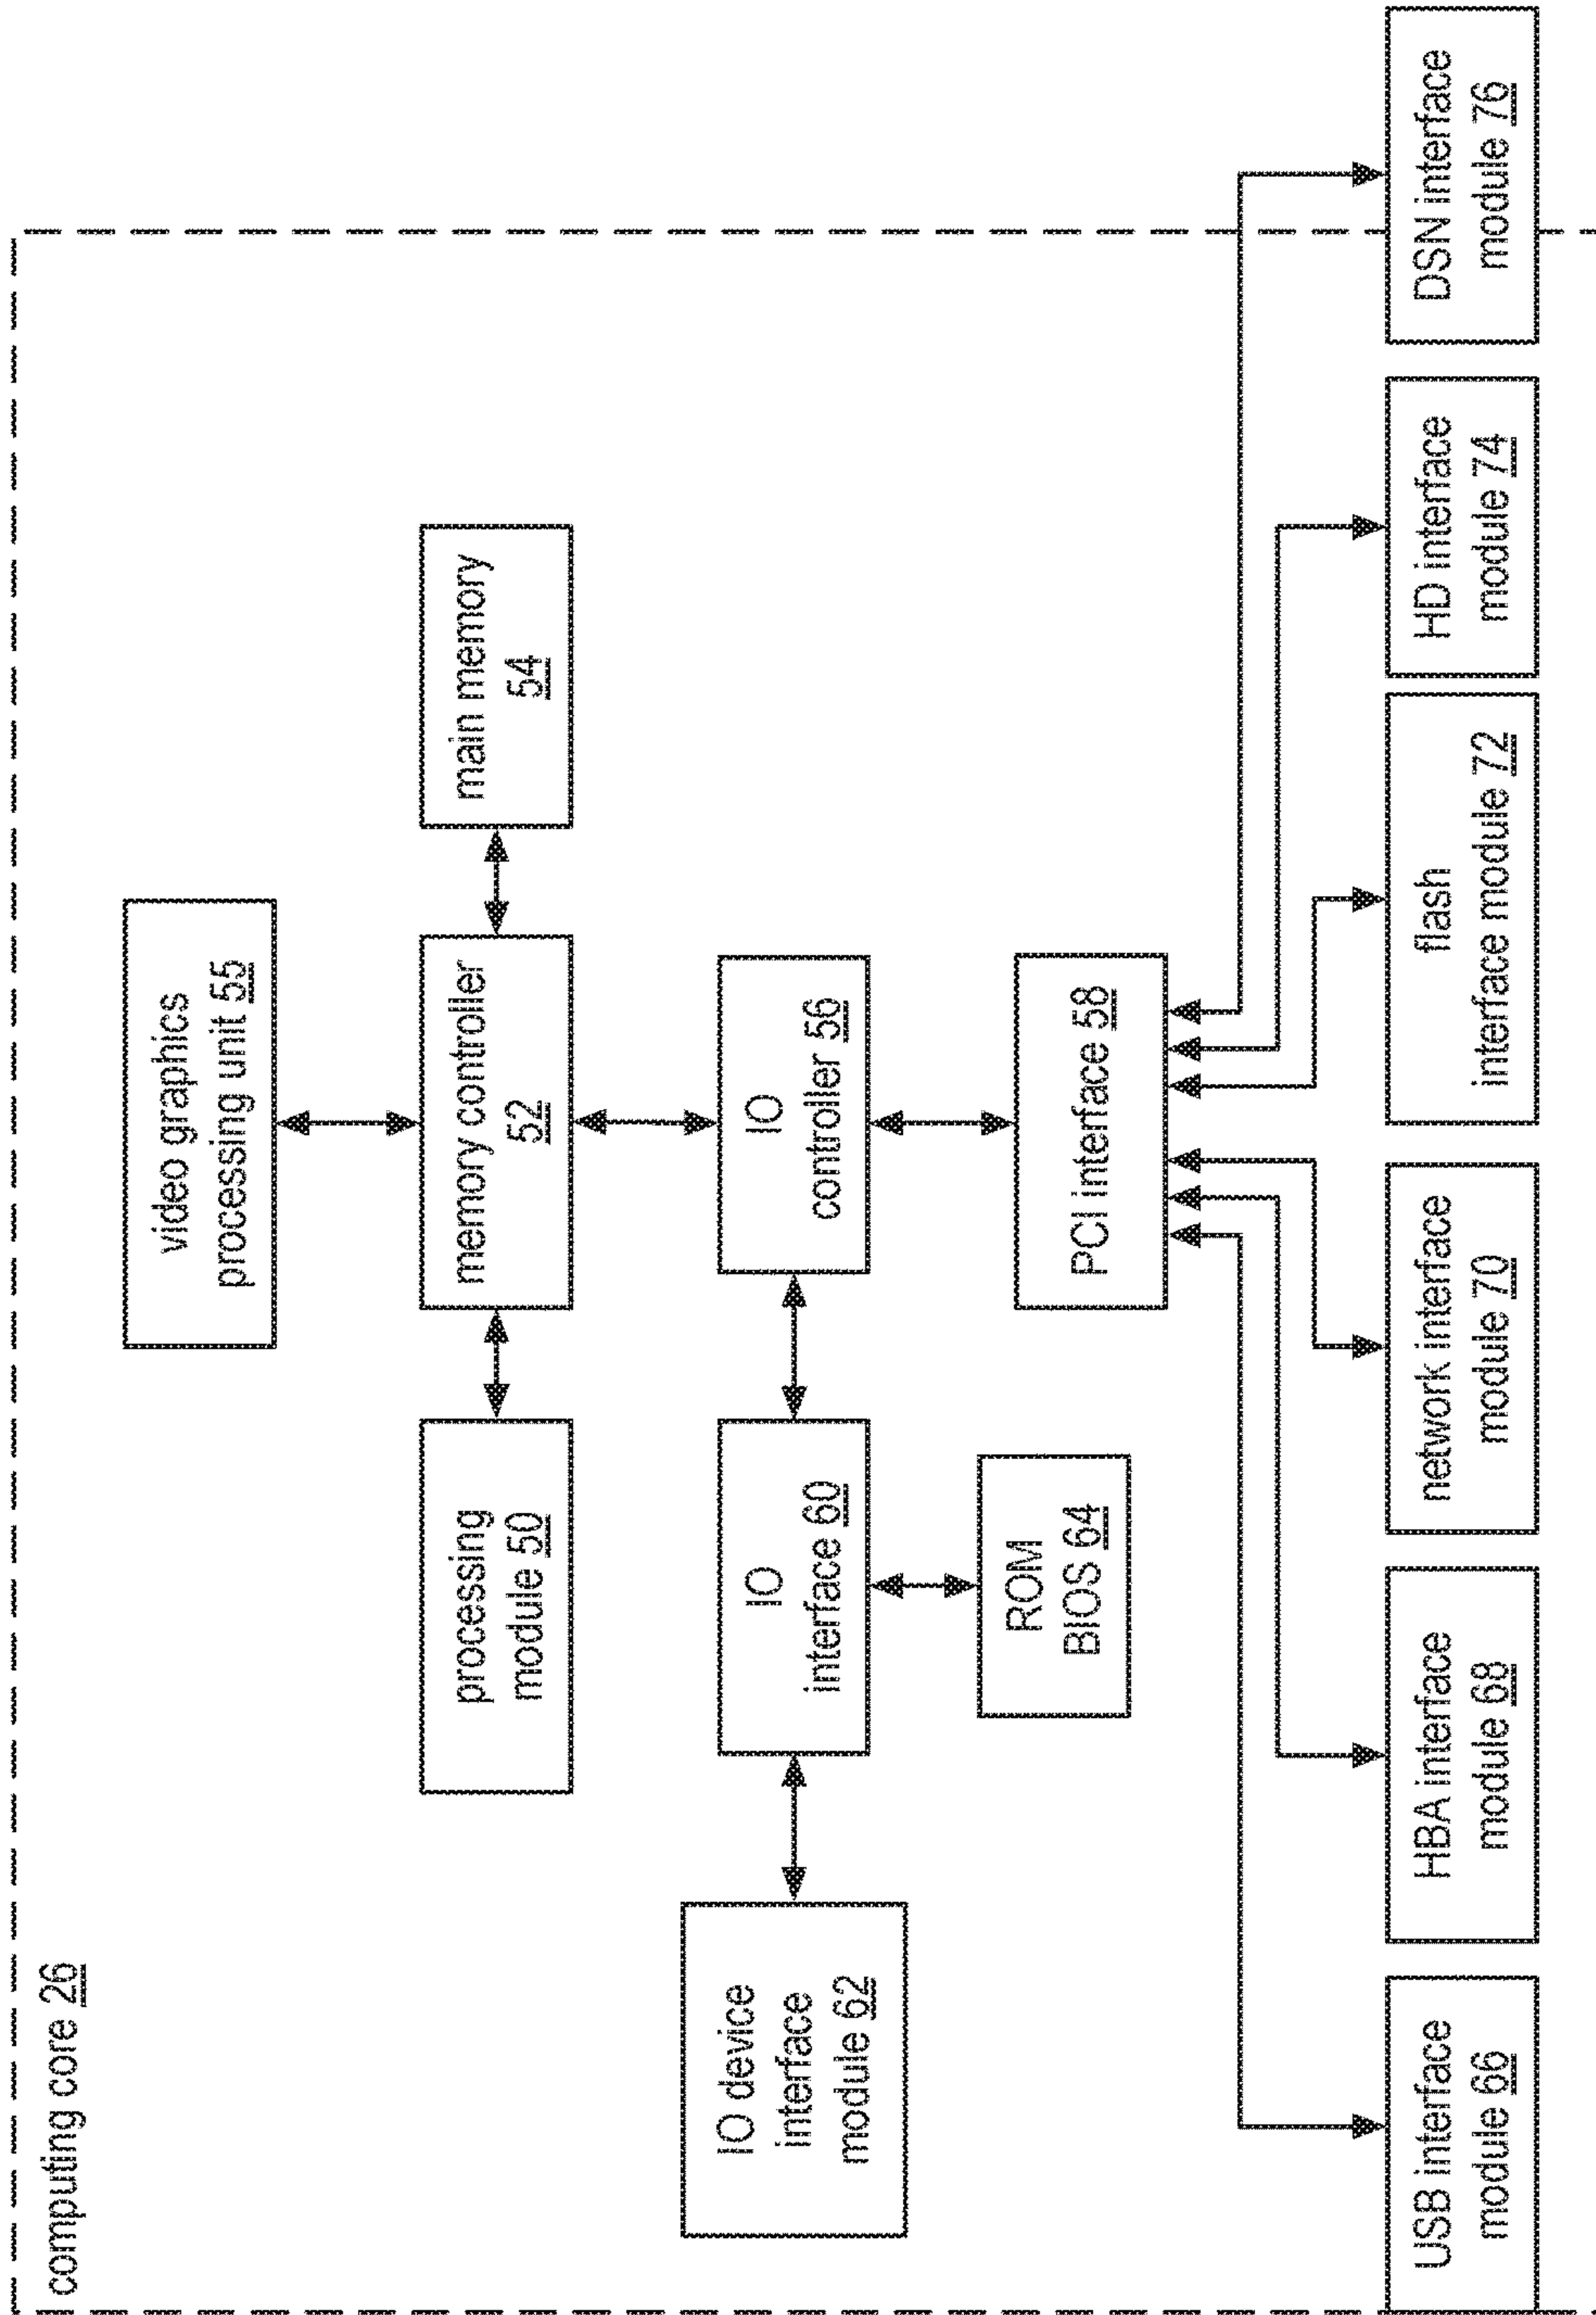 computing core 26
video graphics
processing unit 55
processing
module 50
memory controller
52
main memory
54
IO device
interface
module 62
IO
interface 60
IO
controller 56
ROM
BIOS 64
PCI interface 58
USB interface
module 66
HBA interface
module 68
network interface
module 70
flash
interface module 72
HD interface
module 74
DSN interface
module 76